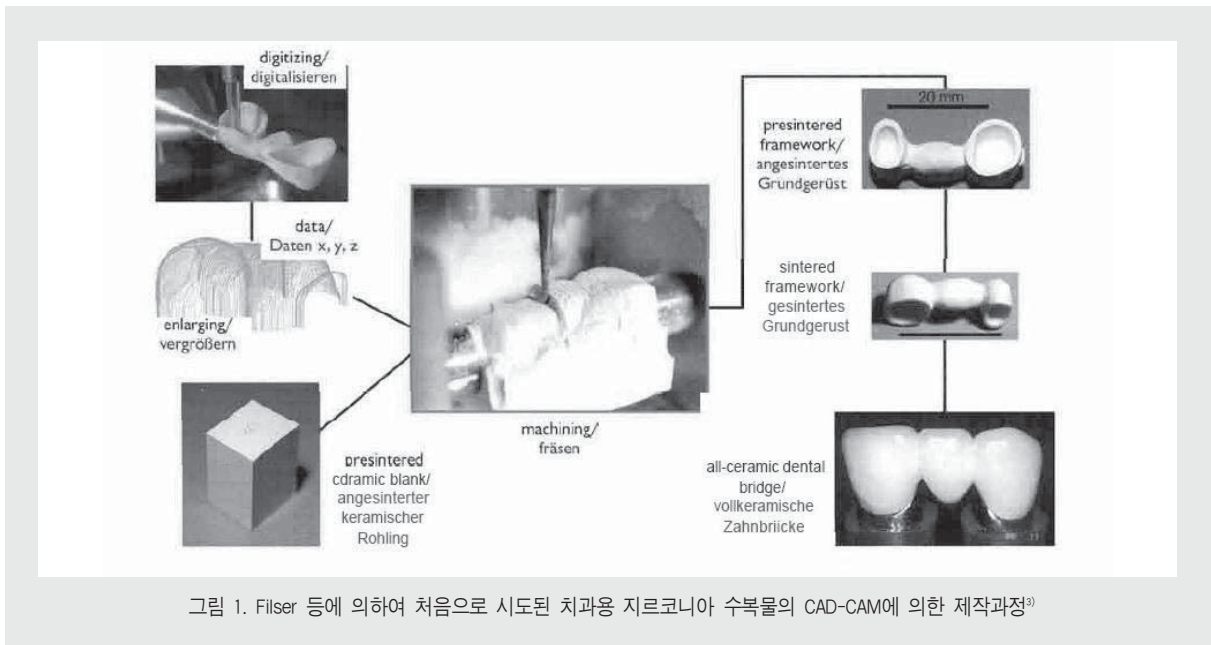 digitizing/
digitalisieren
data/
Daten x, y, z
enlarging/
vergrößern
presintered
cdramic blank/
angesinterter
keramischer
Rohling
machining/
fräsen
20 mm
presintered
framework/
angesintertes
Grundgerüst
sintered
framework/
gesintertes
Grundgerust
all-ceramic dental
bridge/
vollkeramische
Zahnbriicke
그림 1. Filser 등에 의하여 처음으로 시도된 치과용 지르코니아 수복물의 CAD-CAM에 의한 제작과정³⁾